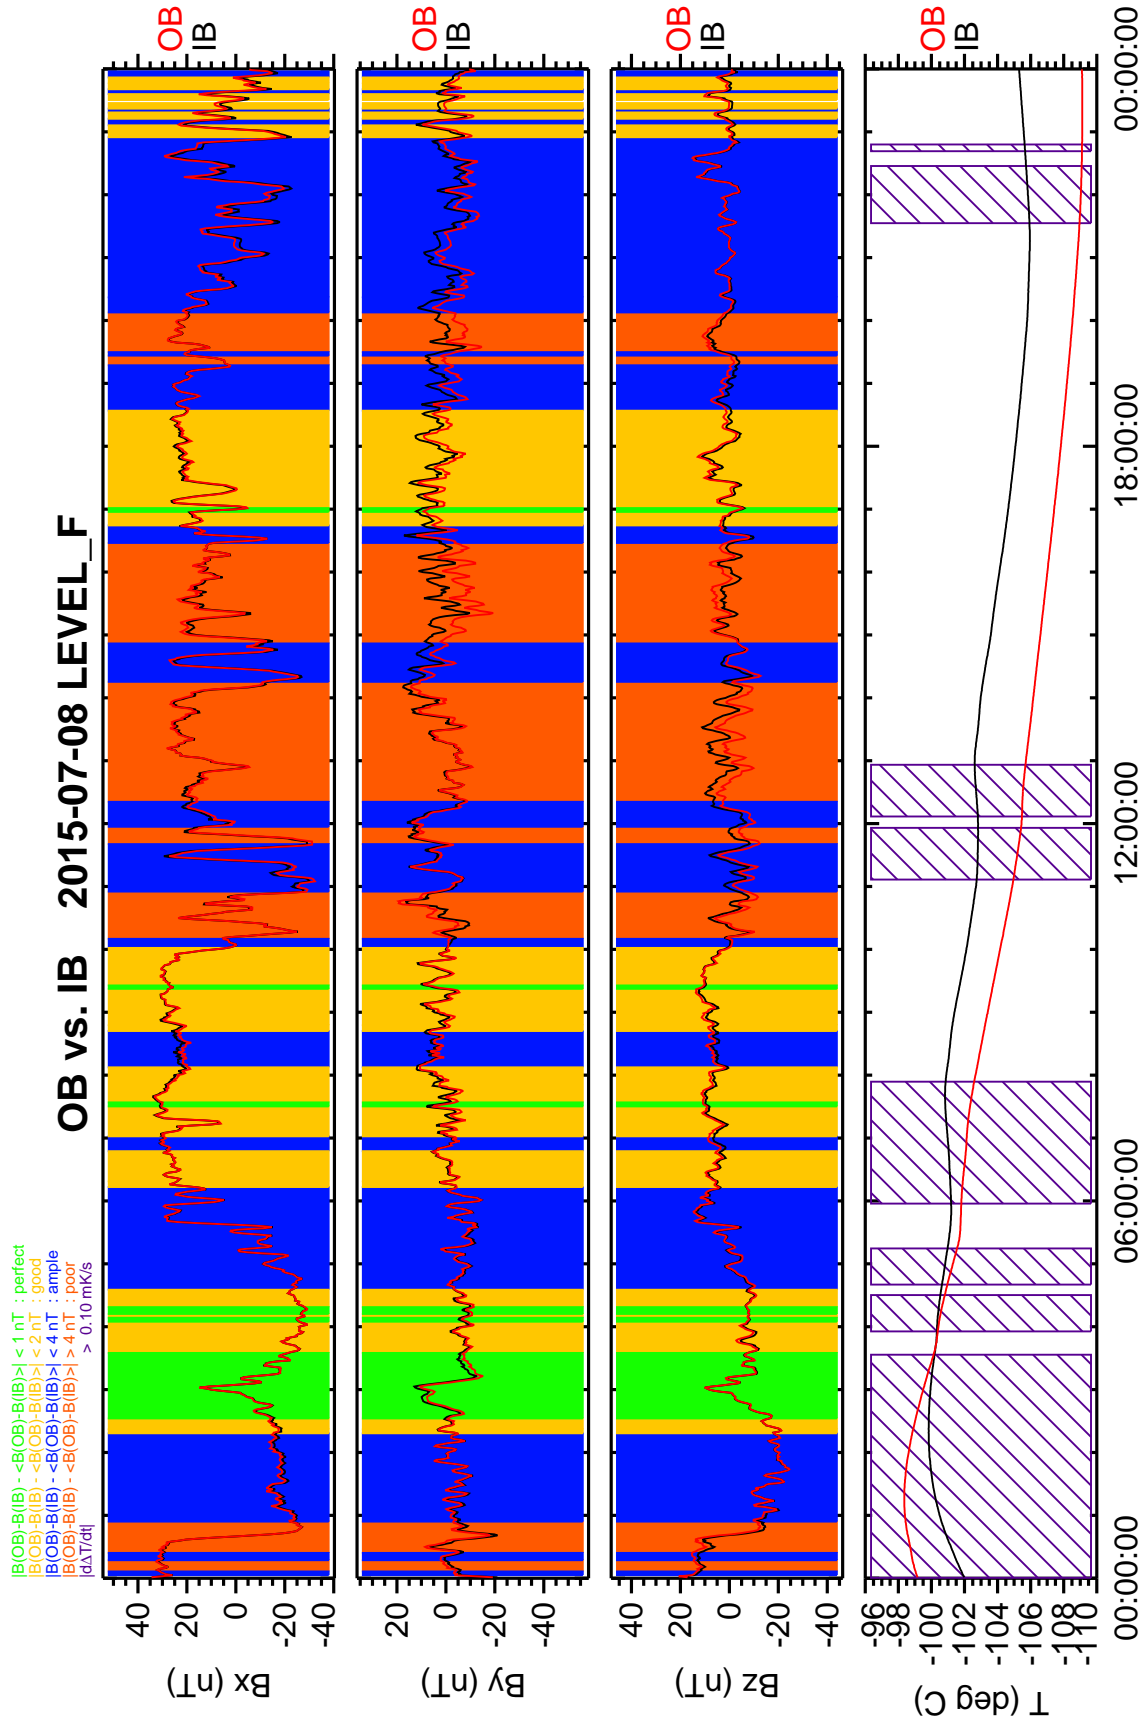 OB vs. IB 2015-07-08 LEVEL_F
|B(OB)-B(IB) - <B(OB)-B(IB)>| < 1 nT : perfect
|B(OB)-B(IB) - <B(OB)-B(IB)>| < 2 nT : good
|B(OB)-B(IB) - <B(OB)-B(IB)>| < 4 nT : ample
|B(OB)-B(IB) - <B(OB)-B(IB)>| > 4 nT : poor
|dΔT/dt| > 0.10 mK/s
Bx (nT)
40
20
0
-20
-40
OB
IB
By (nT)
20
0
-20
-40
OB
IB
Bz (nT)
40
20
0
-20
-40
OB
IB
T (deg C)
-96
-98
-100
-102
-104
-106
-108
-110
OB
IB
00:00:00
06:00:00
12:00:00
18:00:00
00:00:00